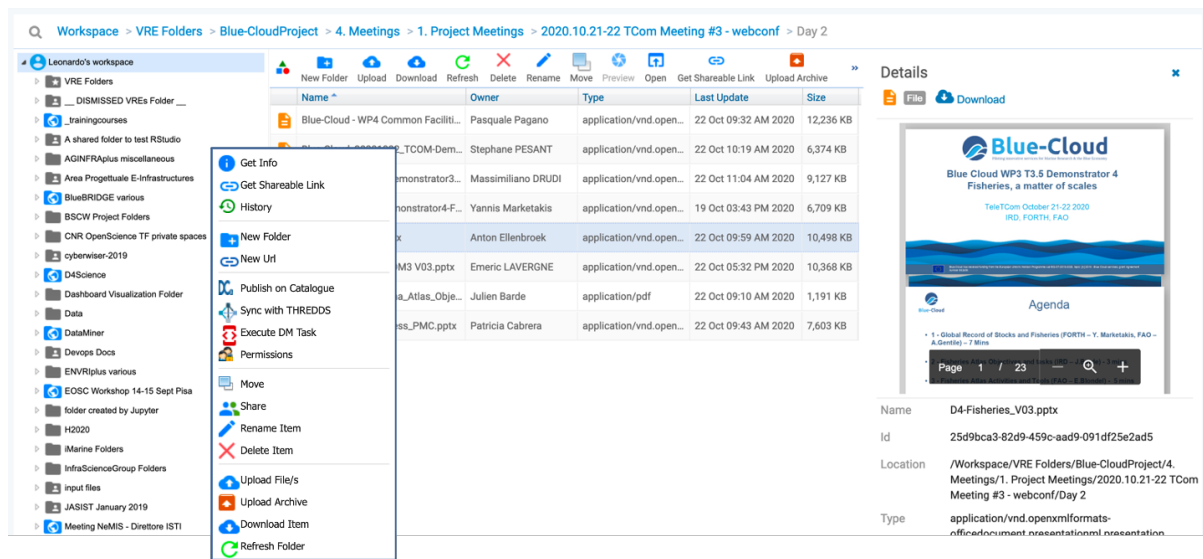 Workspace > VRE Folders > Blue-CloudProject > 4. Meetings > 1. Project Meetings > 2020.10.21-22 TCom Meeting #3 - webconf > Day 2
Leonardo's workspace
VRE Folders
__ DISMISSED VREs Folder __
_trainingcourses
A shared folder to test RStudio
AGINFRAplus miscellaneous
Area Progettuale E-Infrastructures
BlueBRIDGE various
BSCW Project Folders
CNR OpenScience TF private spaces
cyberwiser-2019
D4Science
Dashboard Visualization Folder
Data
DataMiner
Devops Docs
ENVRIplus various
EOSC Workshop 14-15 Sept Pisa
folder created by Jupyter
H2020
iMarine Folders
InfraScienceGroup Folders
input files
JASIST January 2019
Meeting NeMIS - Direttore ISTI
New Folder Upload Download Refresh Delete Rename Move Preview Open Get Shareable Link Upload Archive »
Name Owner Type Last Update Size
Blue-Cloud - WP4 Common Faciliti... Pasquale Pagano application/vnd.open... 22 Oct 09:32 AM 2020 12,236 KB
_TCOM-Dem... Stephane PESANT application/vnd.open... 22 Oct 10:19 AM 2020 6,374 KB
emonstrator3... Massimiliano DRUDI application/vnd.open... 22 Oct 11:04 AM 2020 9,127 KB
nonstrator4-F... Yannis Marketakis application/vnd.open... 19 Oct 03:43 PM 2020 6,709 KB
x Anton Ellenbroek application/vnd.open... 22 Oct 09:59 AM 2020 10,498 KB
M3 V03.pptx Emeric LAVERGNE application/vnd.open... 22 Oct 05:32 PM 2020 10,368 KB
a_Atlas_Obje... Julien Barde application/pdf 22 Oct 09:10 AM 2020 1,191 KB
ess_PMC.pptx Patricia Cabrera application/vnd.open... 22 Oct 09:43 AM 2020 7,603 KB
Get Info
Get Shareable Link
History
New Folder
New Url
Publish on Catalogue
Sync with THREDDS
Execute DM Task
Permissions
Move
Share
Rename Item
Delete Item
Upload File/s
Upload Archive
Download Item
Refresh Folder
Details
File Download
Blue-Cloud
Blue Cloud WP3 T3.5 Demonstrator 4
Fisheries, a matter of scales
TeleTCom October 21-22 2020
IRD, FORTH, FAO
Blue-Cloud
Agenda
• 1 - Global Record of Stocks and Fisheries (FORTH – Y. Marketakis, FAO –
A.Gentile) – 7 Mins
Page 1 / 23
Name D4-Fisheries_V03.pptx
Id 25d9bca3-82d9-459c-aad9-091df25e2ad5
Location /Workspace/VRE Folders/Blue-CloudProject/4.
Meetings/1. Project Meetings/2020.10.21-22 TCom
Meeting #3 - webconf/Day 2
Type application/vnd.openxmlformats-
officedocument.presentationml.presentation